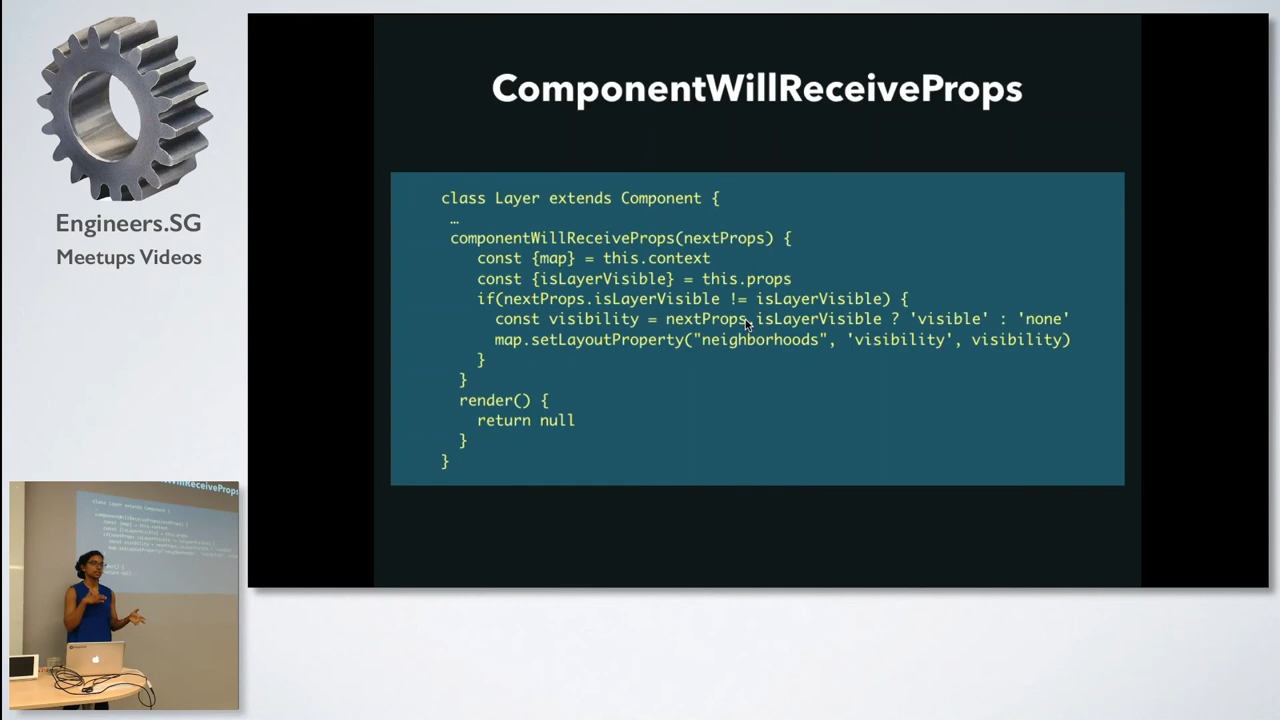 Engineers.SG
Meetups Videos
ComponentWillReceiveProps
class Layer extends Component {
…
componentWillReceiveProps(nextProps) {
const {map} = this.context
const {isLayerVisible} = this.props
if(nextProps.isLayerVisible != isLayerVisible) {
const visibility = nextProps.isLayerVisible ? 'visible' : 'none'
map.setLayoutProperty("neighborhoods", 'visibility', visibility)
}
}
render() {
return null
}
}